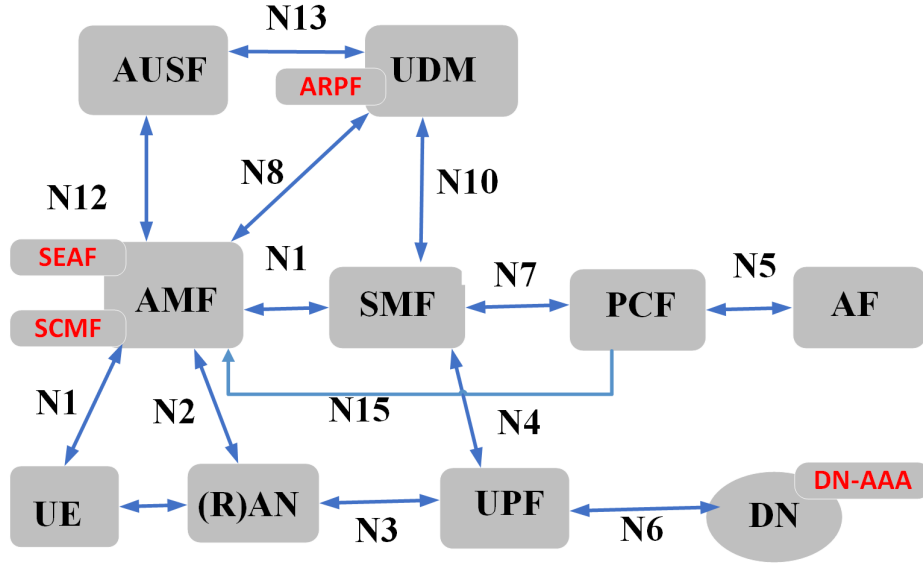 N13
AUSF
UDM
ARPF
N8
N10
N12
SEAF
N1
N7
N5
AMF
SMF
PCF
AF
SCMF
N1
N2
N15
N4
DN-AAA
UE
(R)AN
UPF
DN
N3
N6